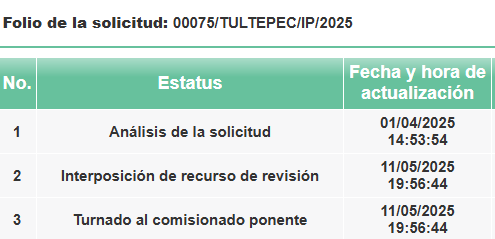 Folio de la solicitud: 00075/TULTEPEC/IP/2025
No. Estatus Fecha y hora de
actualización
1 Análisis de la solicitud 01/04/2025
14:53:54
2 Interposición de recurso de revisión 11/05/2025
19:56:44
3 Turnado al comisionado ponente 11/05/2025
19:56:44